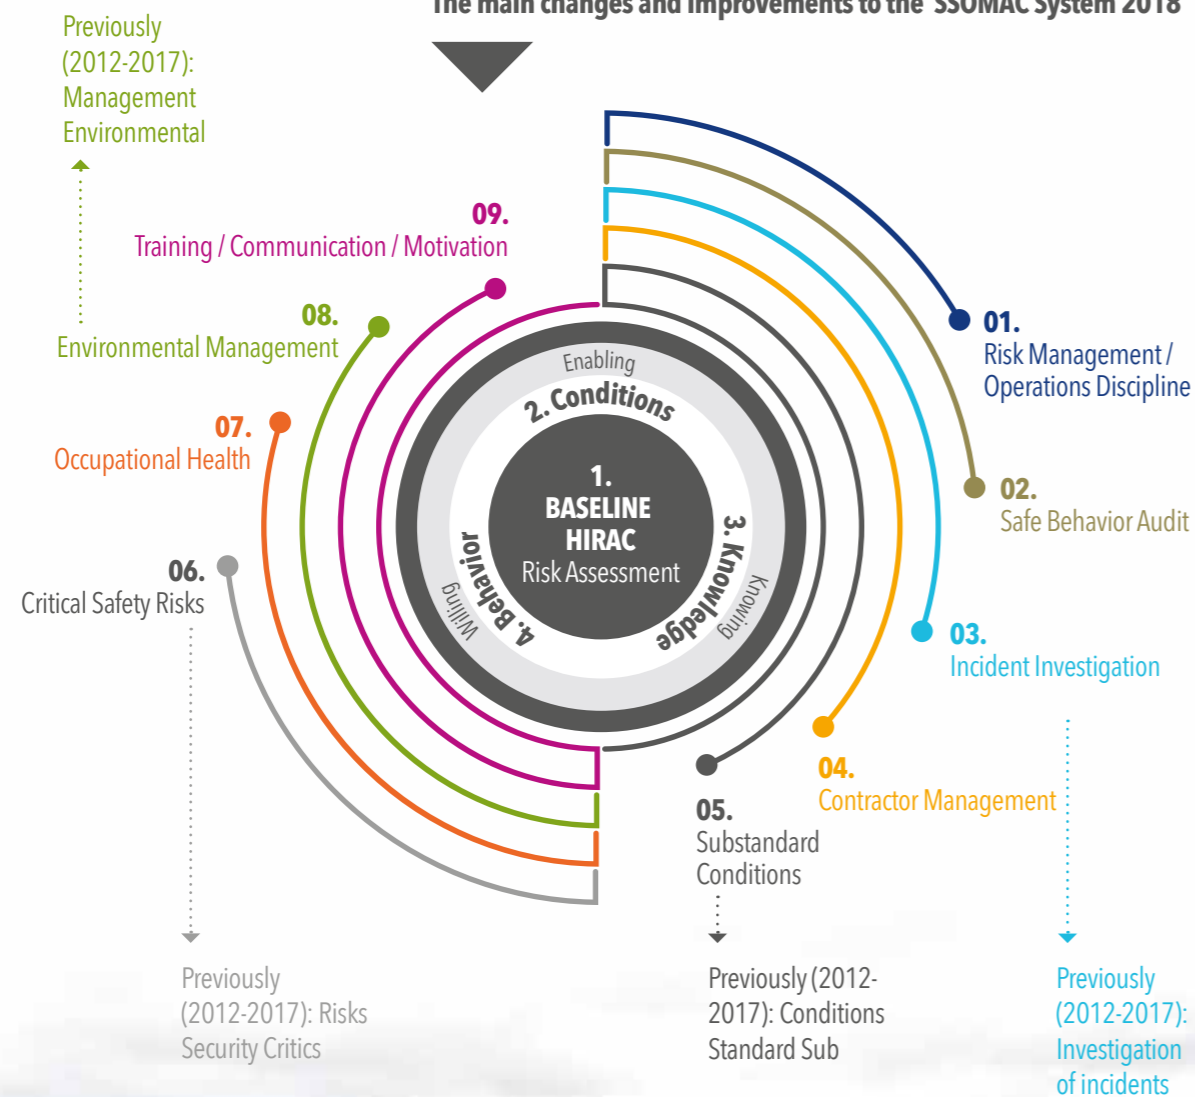 The main changes and improvements to the SSOMAC System 2018
Previously
(2012-2017):
Management
Environmental
09.
Training / Communication / Motivation
08.
Environmental Management
07.
Occupational Health
06.
Critical Safety Risks
Previously
(2012-2017): Risks
Security Critics
Enabling
2. Conditions
1.
BASELINE
HIRAC
Risk Assessment
3. Knowledge
Knowing
4. Behavior
Willing
01.
Risk Management /
Operations Discipline
02.
Safe Behavior Audit
03.
Incident Investigation
04.
Contractor Management
05.
Substandard
Conditions
Previously (2012-
2017): Conditions
Standard Sub
Previously
(2012-2017):
Investigation
of incidents